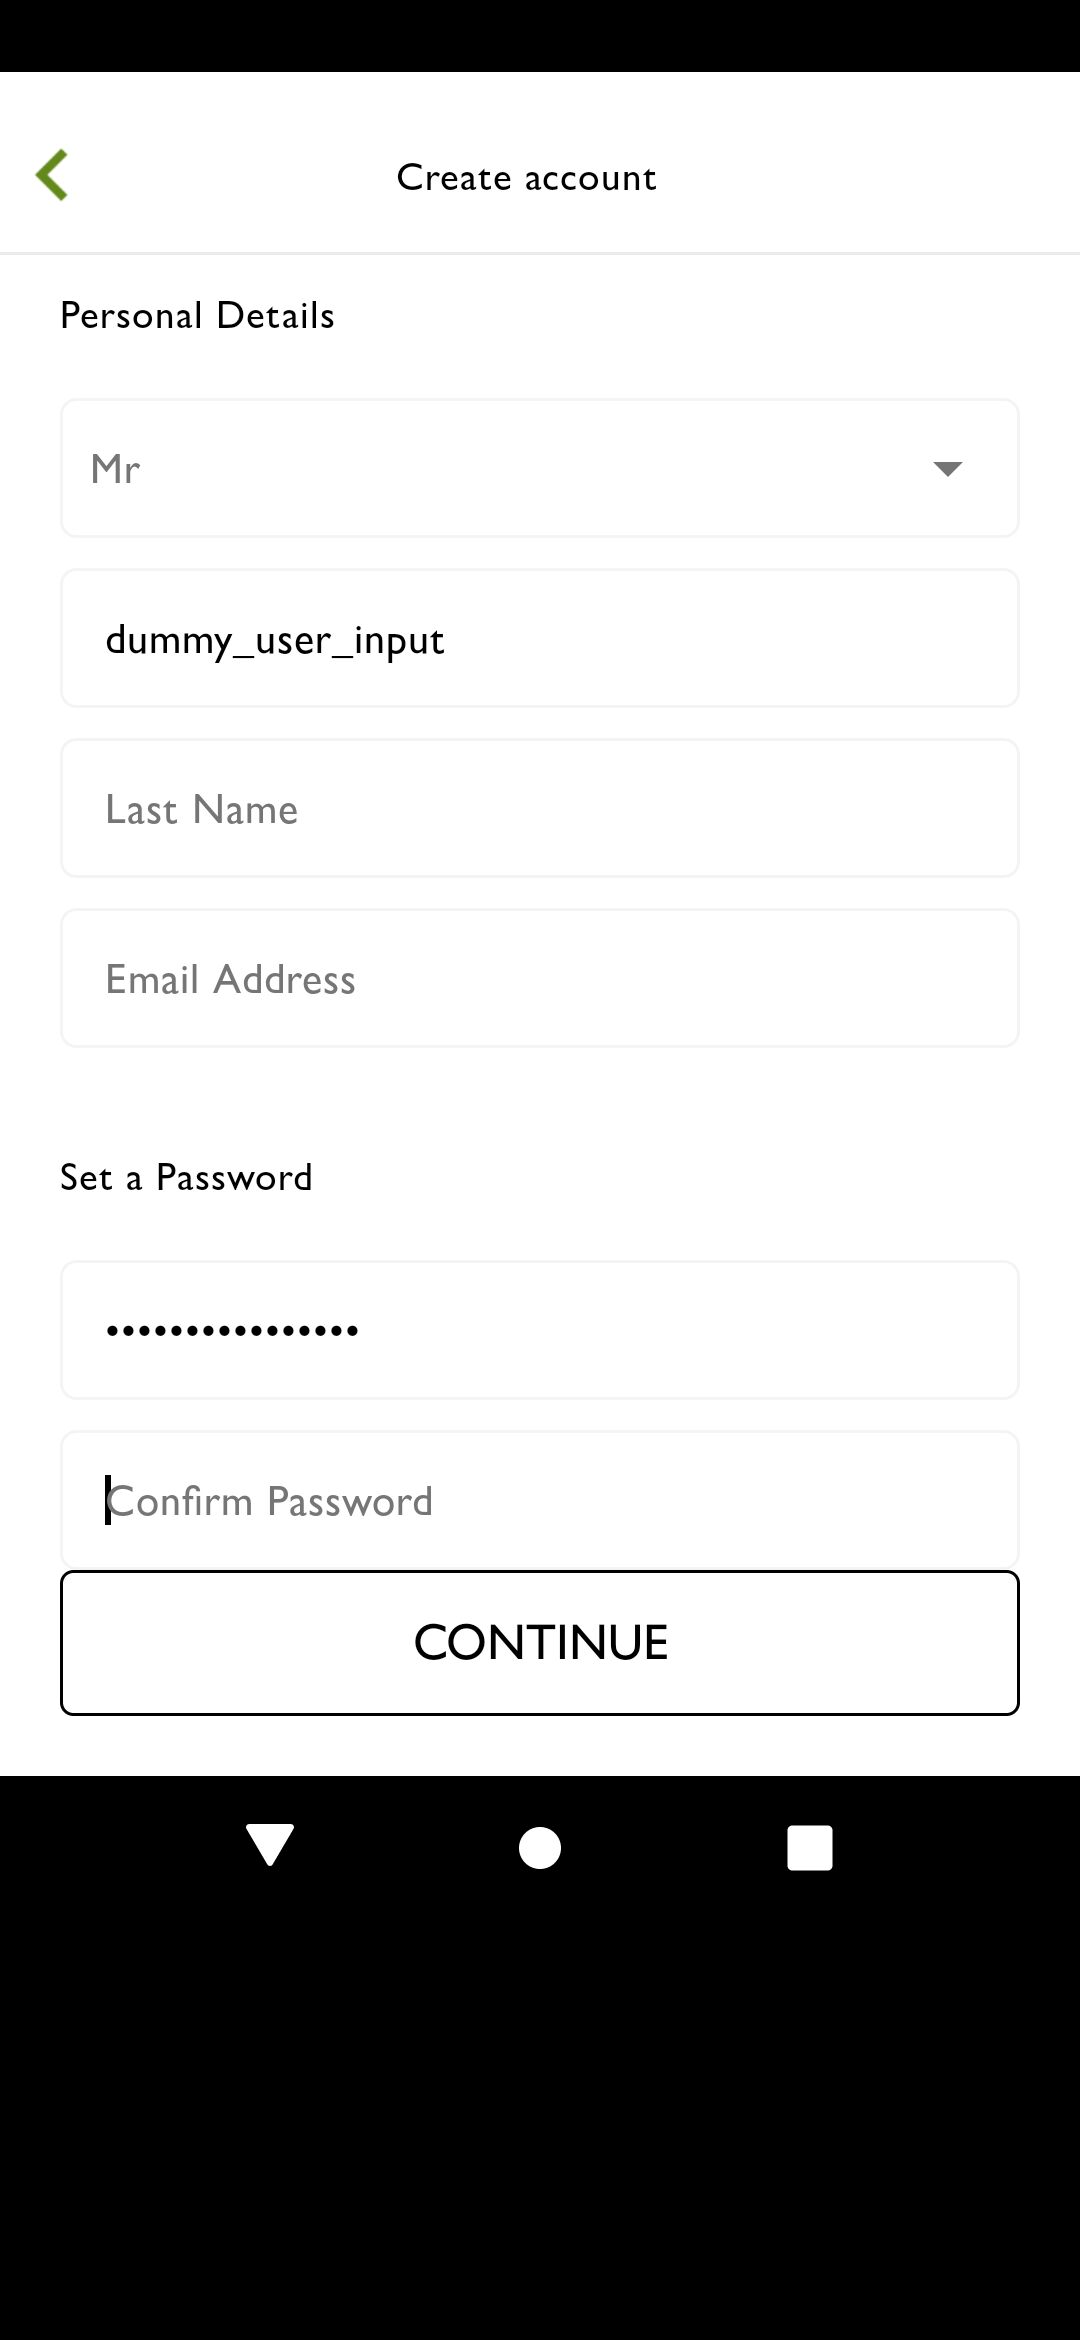 Create account
Personal Details
Mr
dummy_user_input
Last Name
Email Address
Set a Password
••••••••••••••••
Confirm Password
CONTINUE